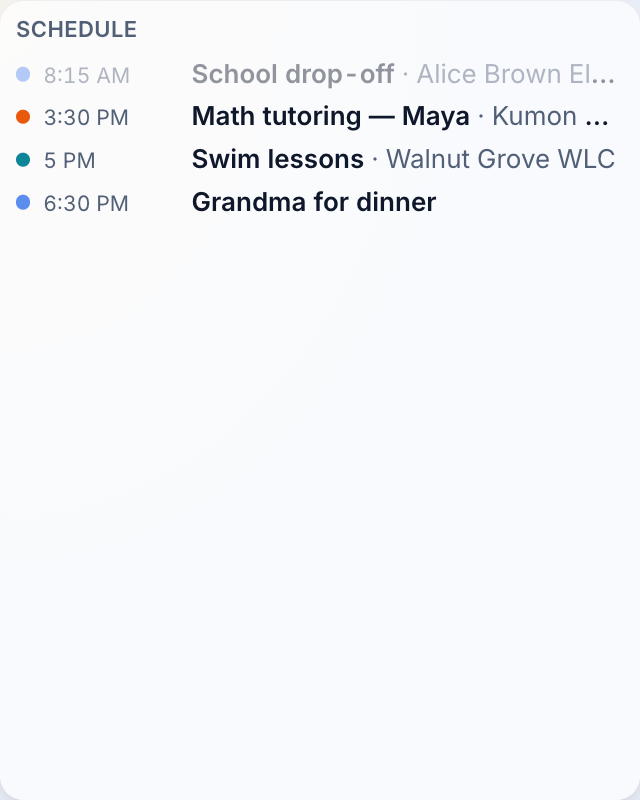 SCHEDULE
8:15 AM School drop-off · Alice Brown El...
3:30 PM Math tutoring — Maya · Kumon ...
5 PM Swim lessons · Walnut Grove WLC
6:30 PM Grandma for dinner